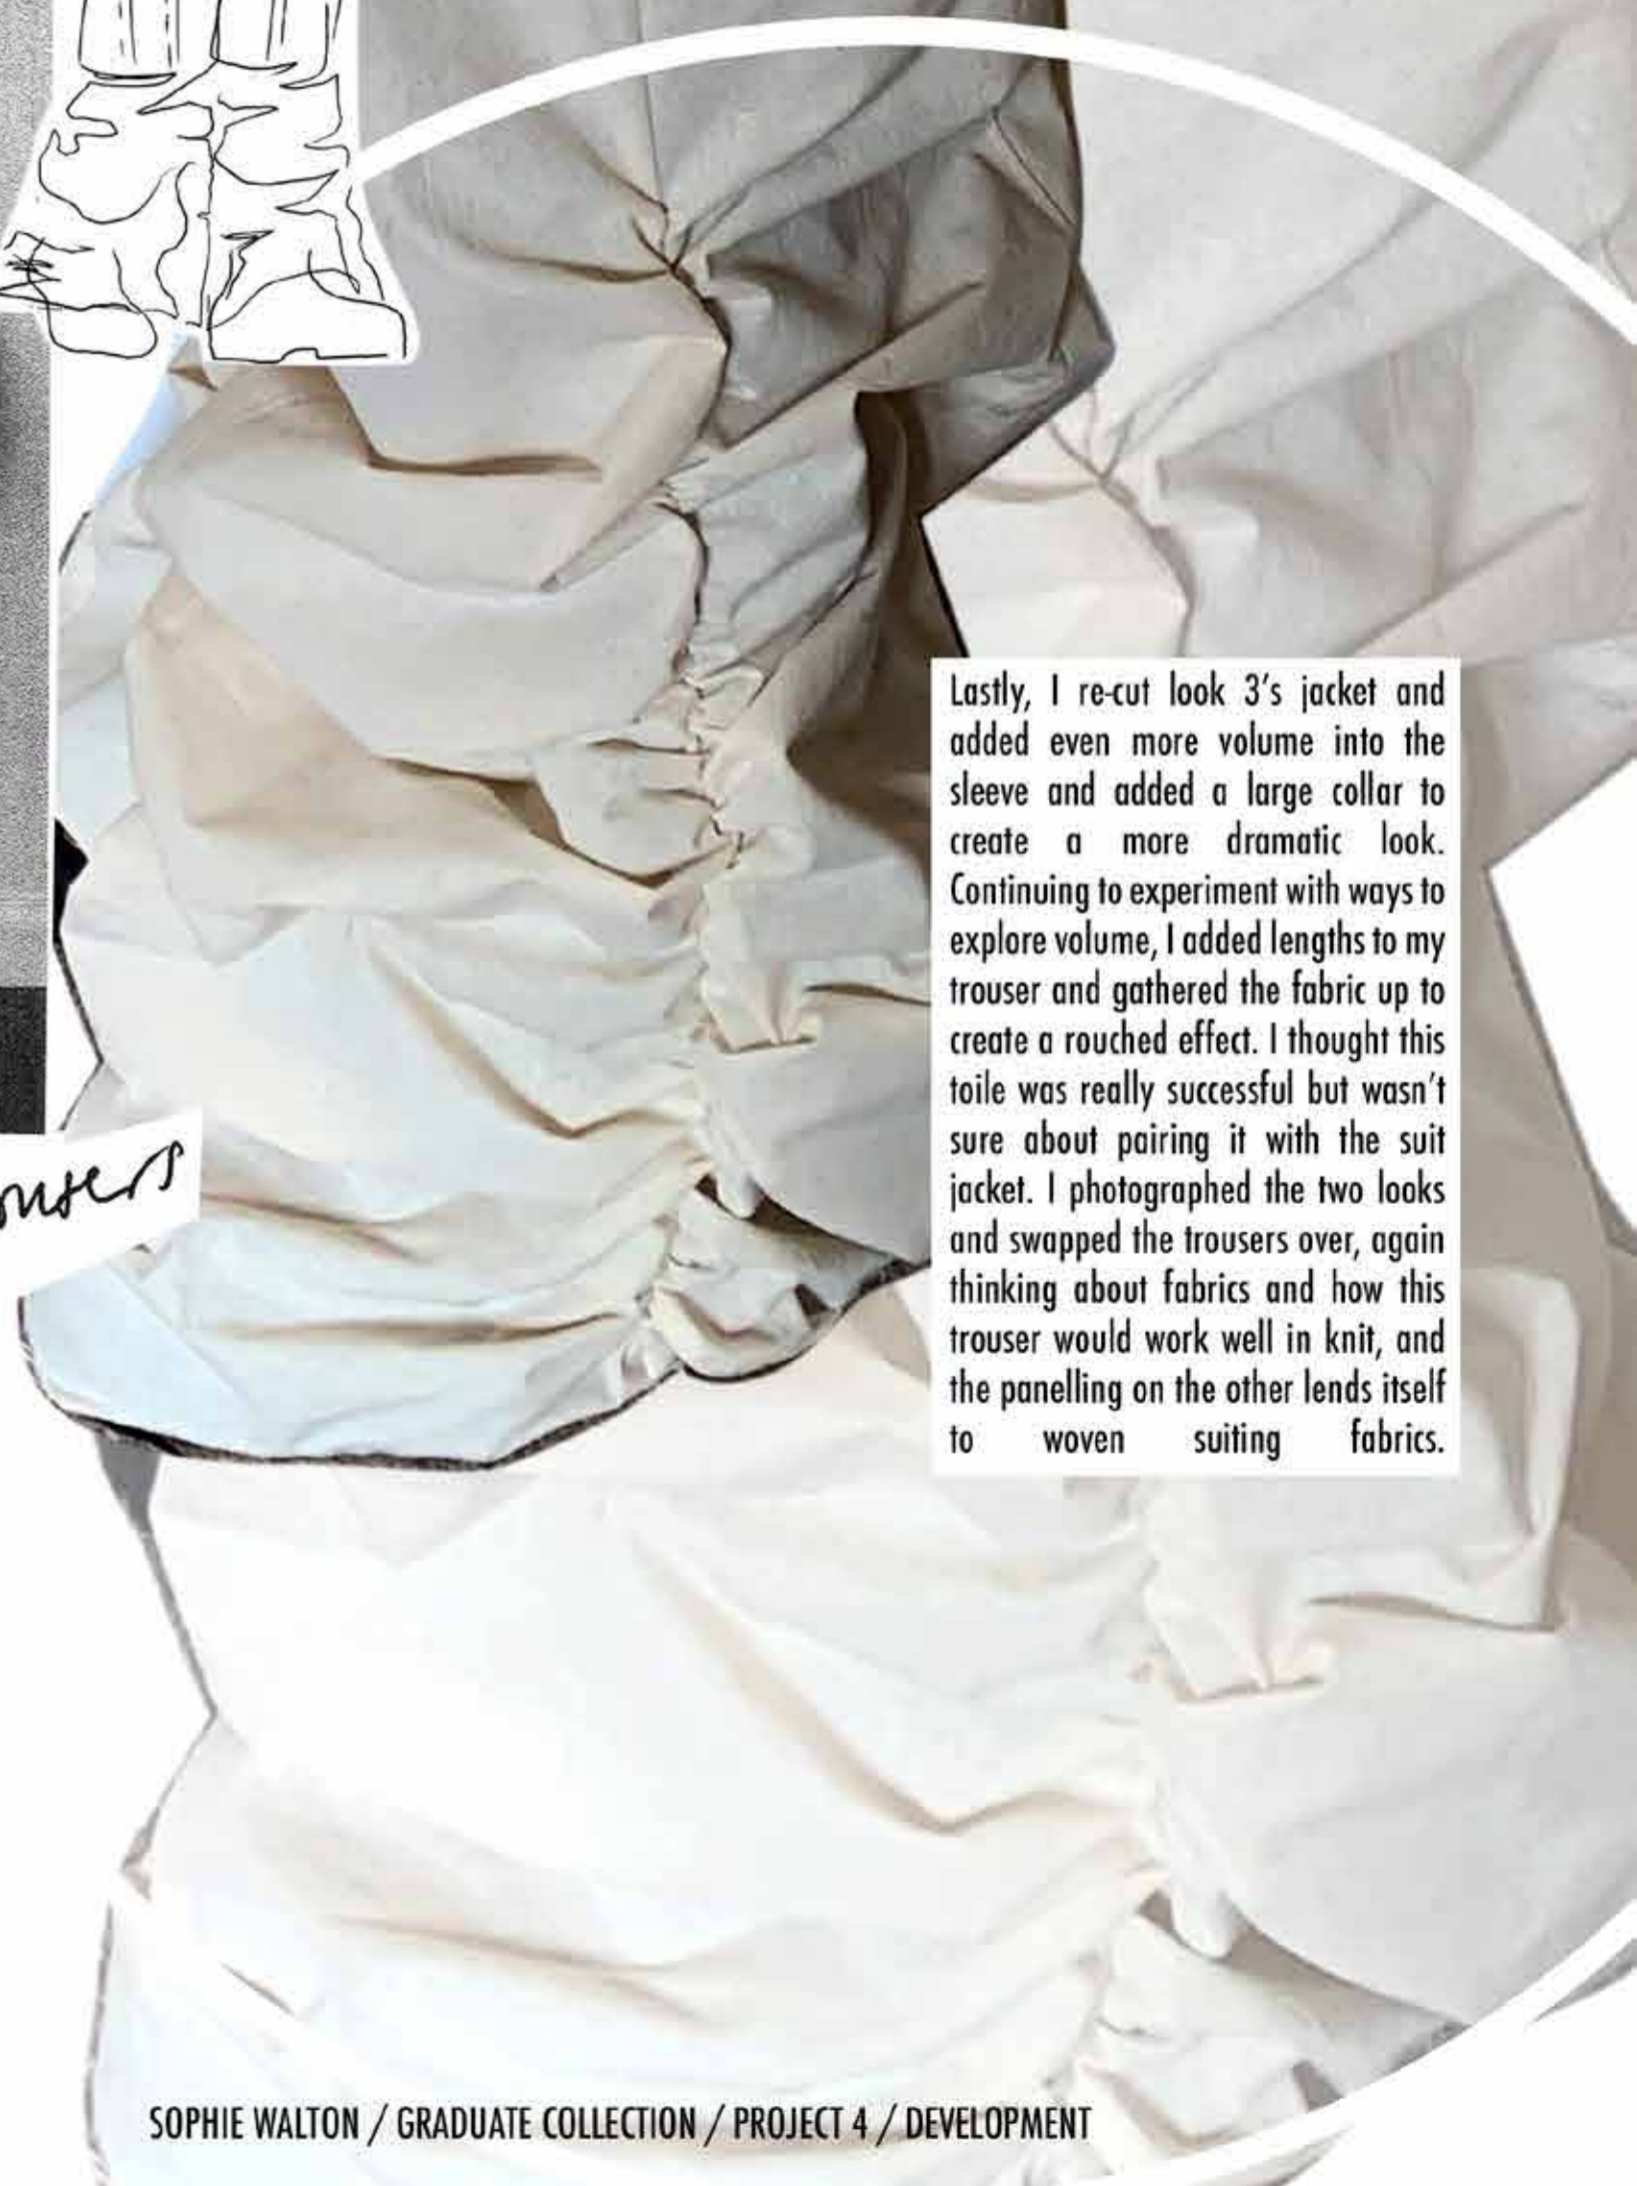 Lastly, I re-cut look 3's jacket and
added even more volume into the
sleeve and added a large collar to
create a more dramatic look.
Continuing to experiment with ways to
explore volume, I added lengths to my
trouser and gathered the fabric up to
create a rouched effect. I thought this
toile was really successful but wasn't
sure about pairing it with the suit
jacket. I photographed the two looks
and swapped the trousers over, again
thinking about fabrics and how this
trouser would work well in knit, and
the panelling on the other lends itself
to woven suiting fabrics.
SOPHIE WALTON / GRADUATE COLLECTION / PROJECT 4 / DEVELOPMENT